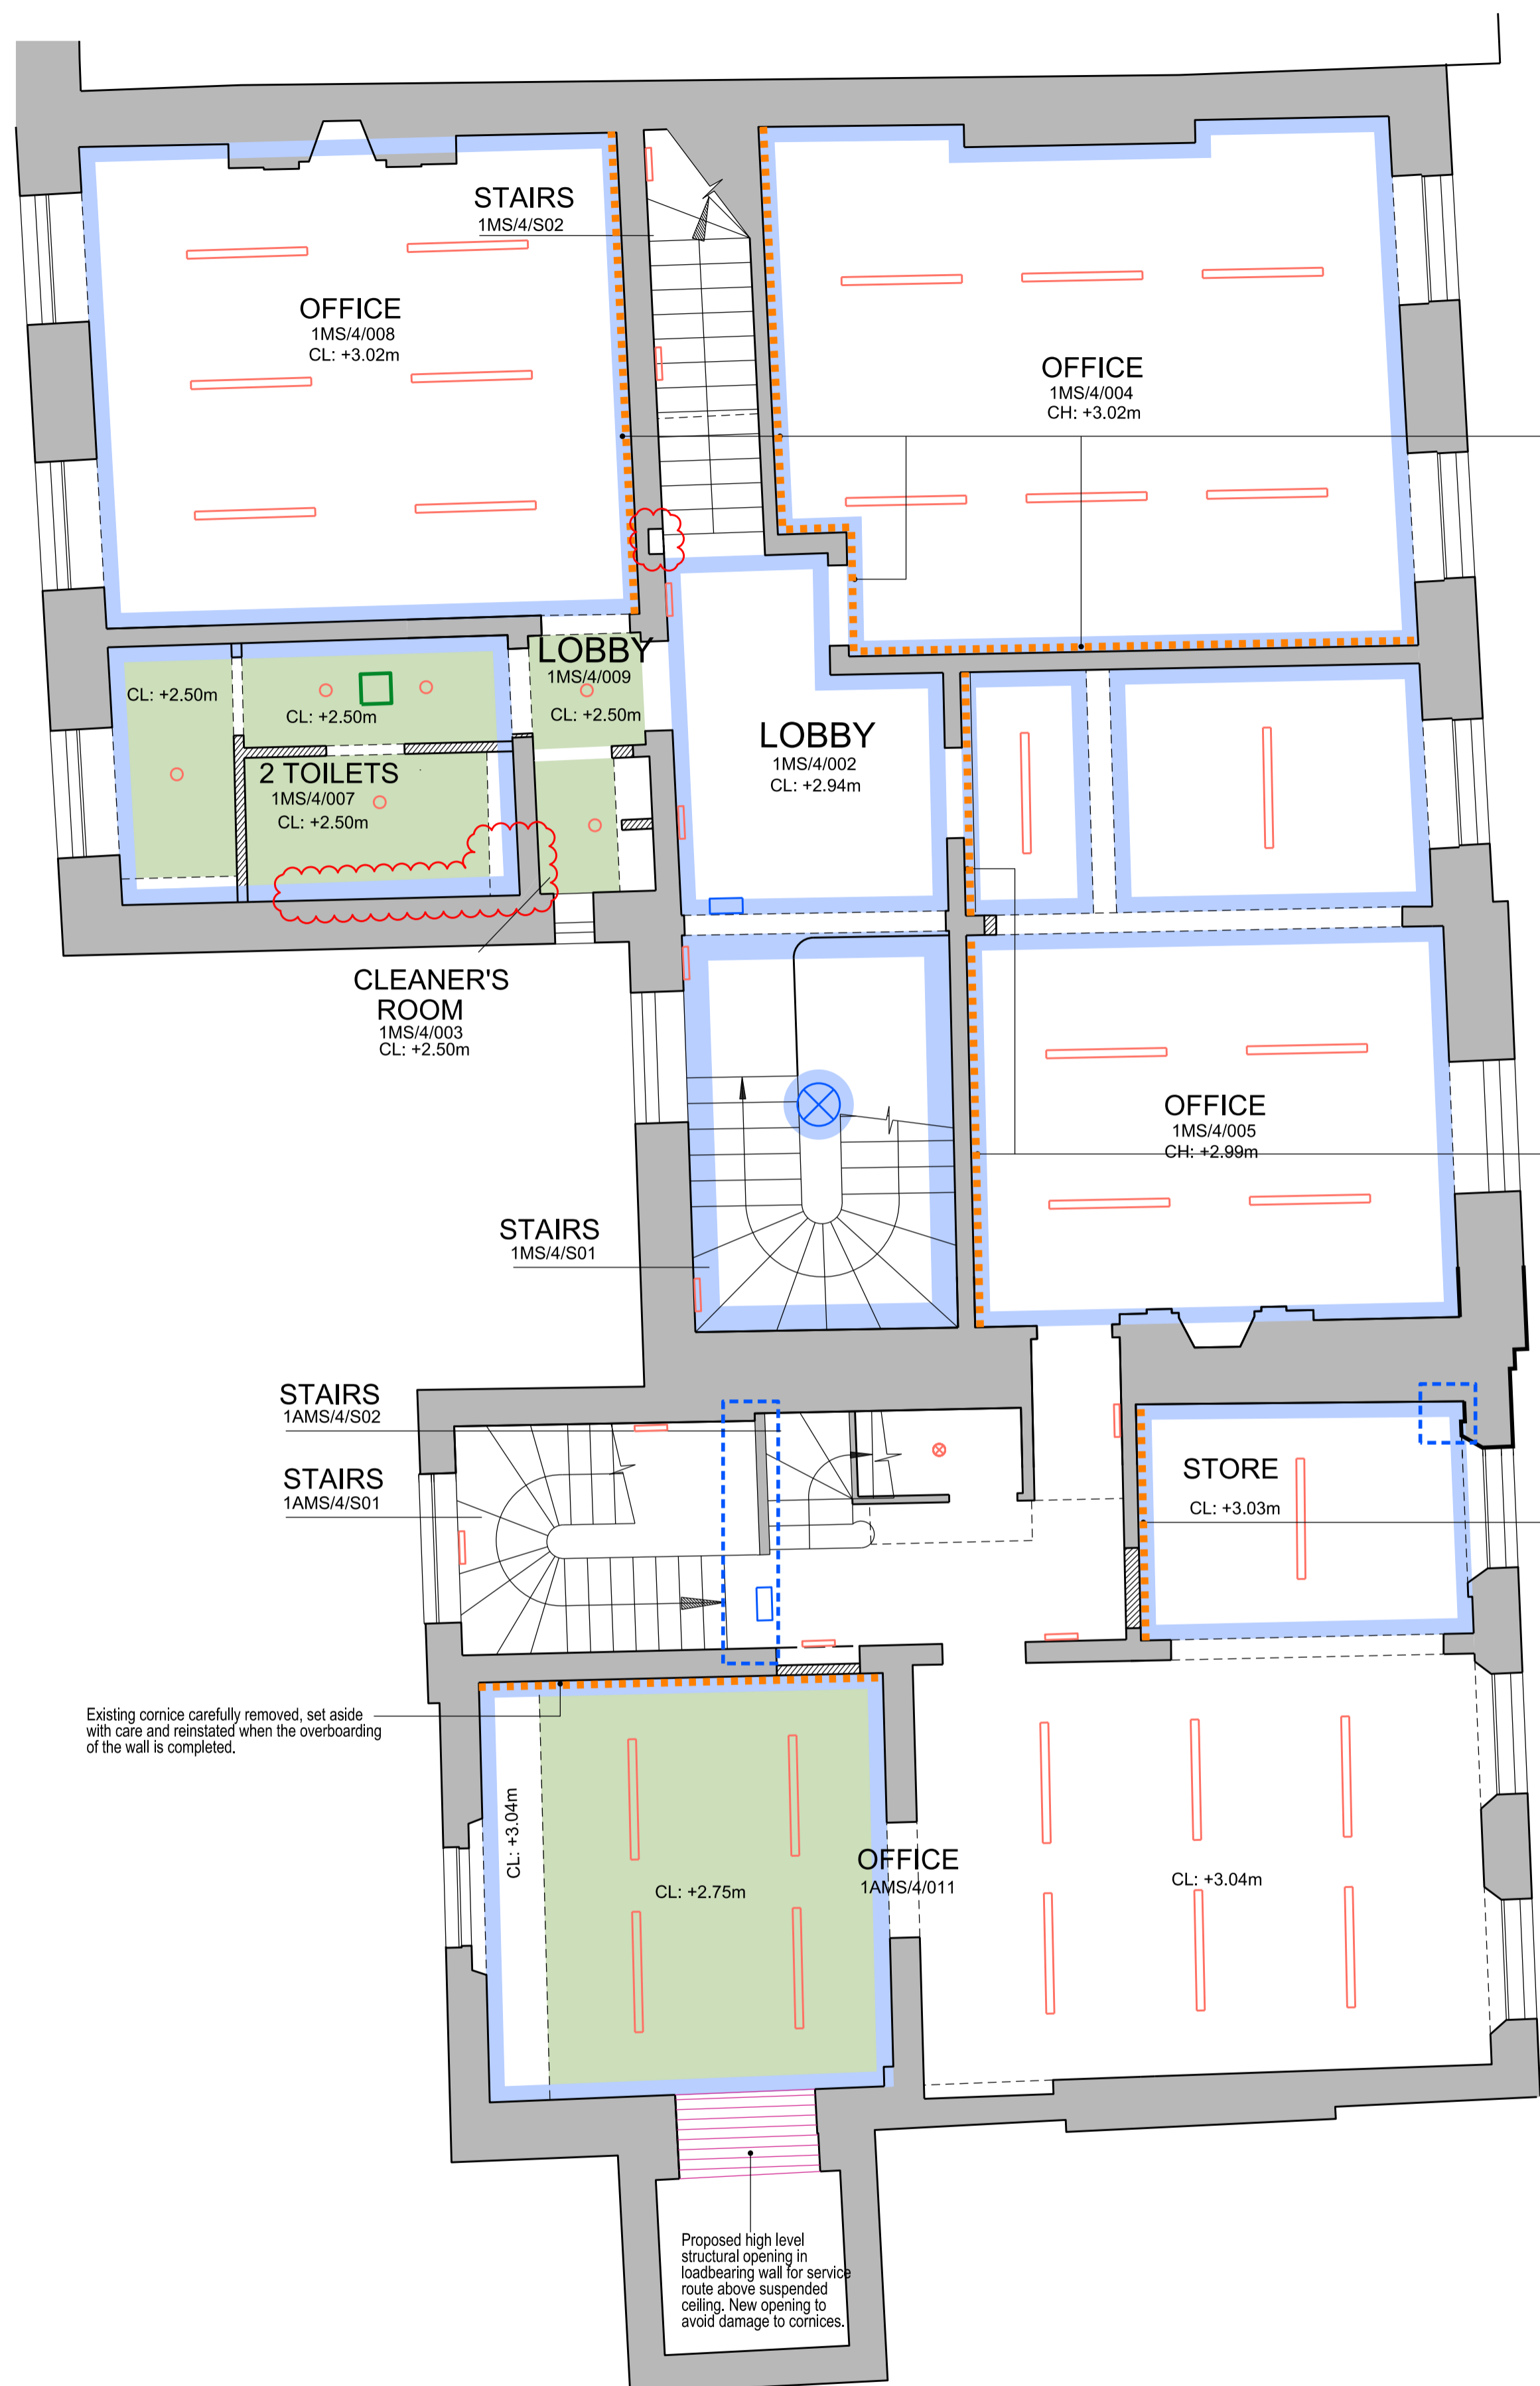 STAIRS
1MS/4/S02
OFFICE
1MS/4/008
CL: +3.02m
OFFICE
1MS/4/004
CH: +3.02m
LOBBY
1MS/4/009
CL: +2.50m
CL: +2.50m
CL: +2.50m
2 TOILETS
1MS/4/007
CL: +2.50m
LOBBY
1MS/4/002
CL: +2.94m
CLEANER'S
ROOM
1MS/4/003
CL: +2.50m
OFFICE
1MS/4/005
CH: +2.99m
STAIRS
1MS/4/S01
STAIRS
1AMS/4/S02
STAIRS
1AMS/4/S01
STORE
CL: +3.03m
Existing cornice carefully removed, set aside
with care and reinstated when the overboarding
of the wall is completed.
CL: +3.04m
CL: +2.75m
OFFICE
1AMS/4/011
CL: +3.04m
Proposed high level
structural opening in
loadbearing wall for service
route above suspended
ceiling. New opening to
avoid damage to cornices.